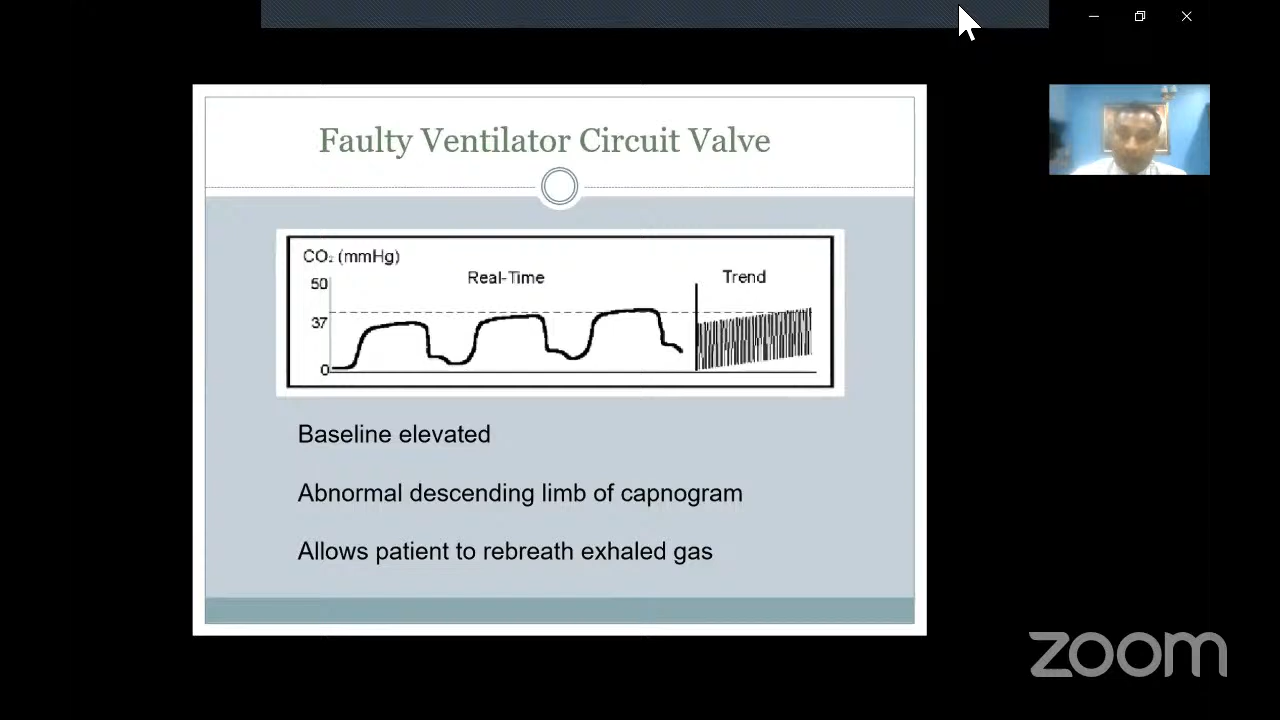 Faulty Ventilator Circuit Valve
CO₂ (mmHg)
Real-Time
Trend
50
37
0
Baseline elevated
Abnormal descending limb of capnogram
Allows patient to rebreath exhaled gas
zoom